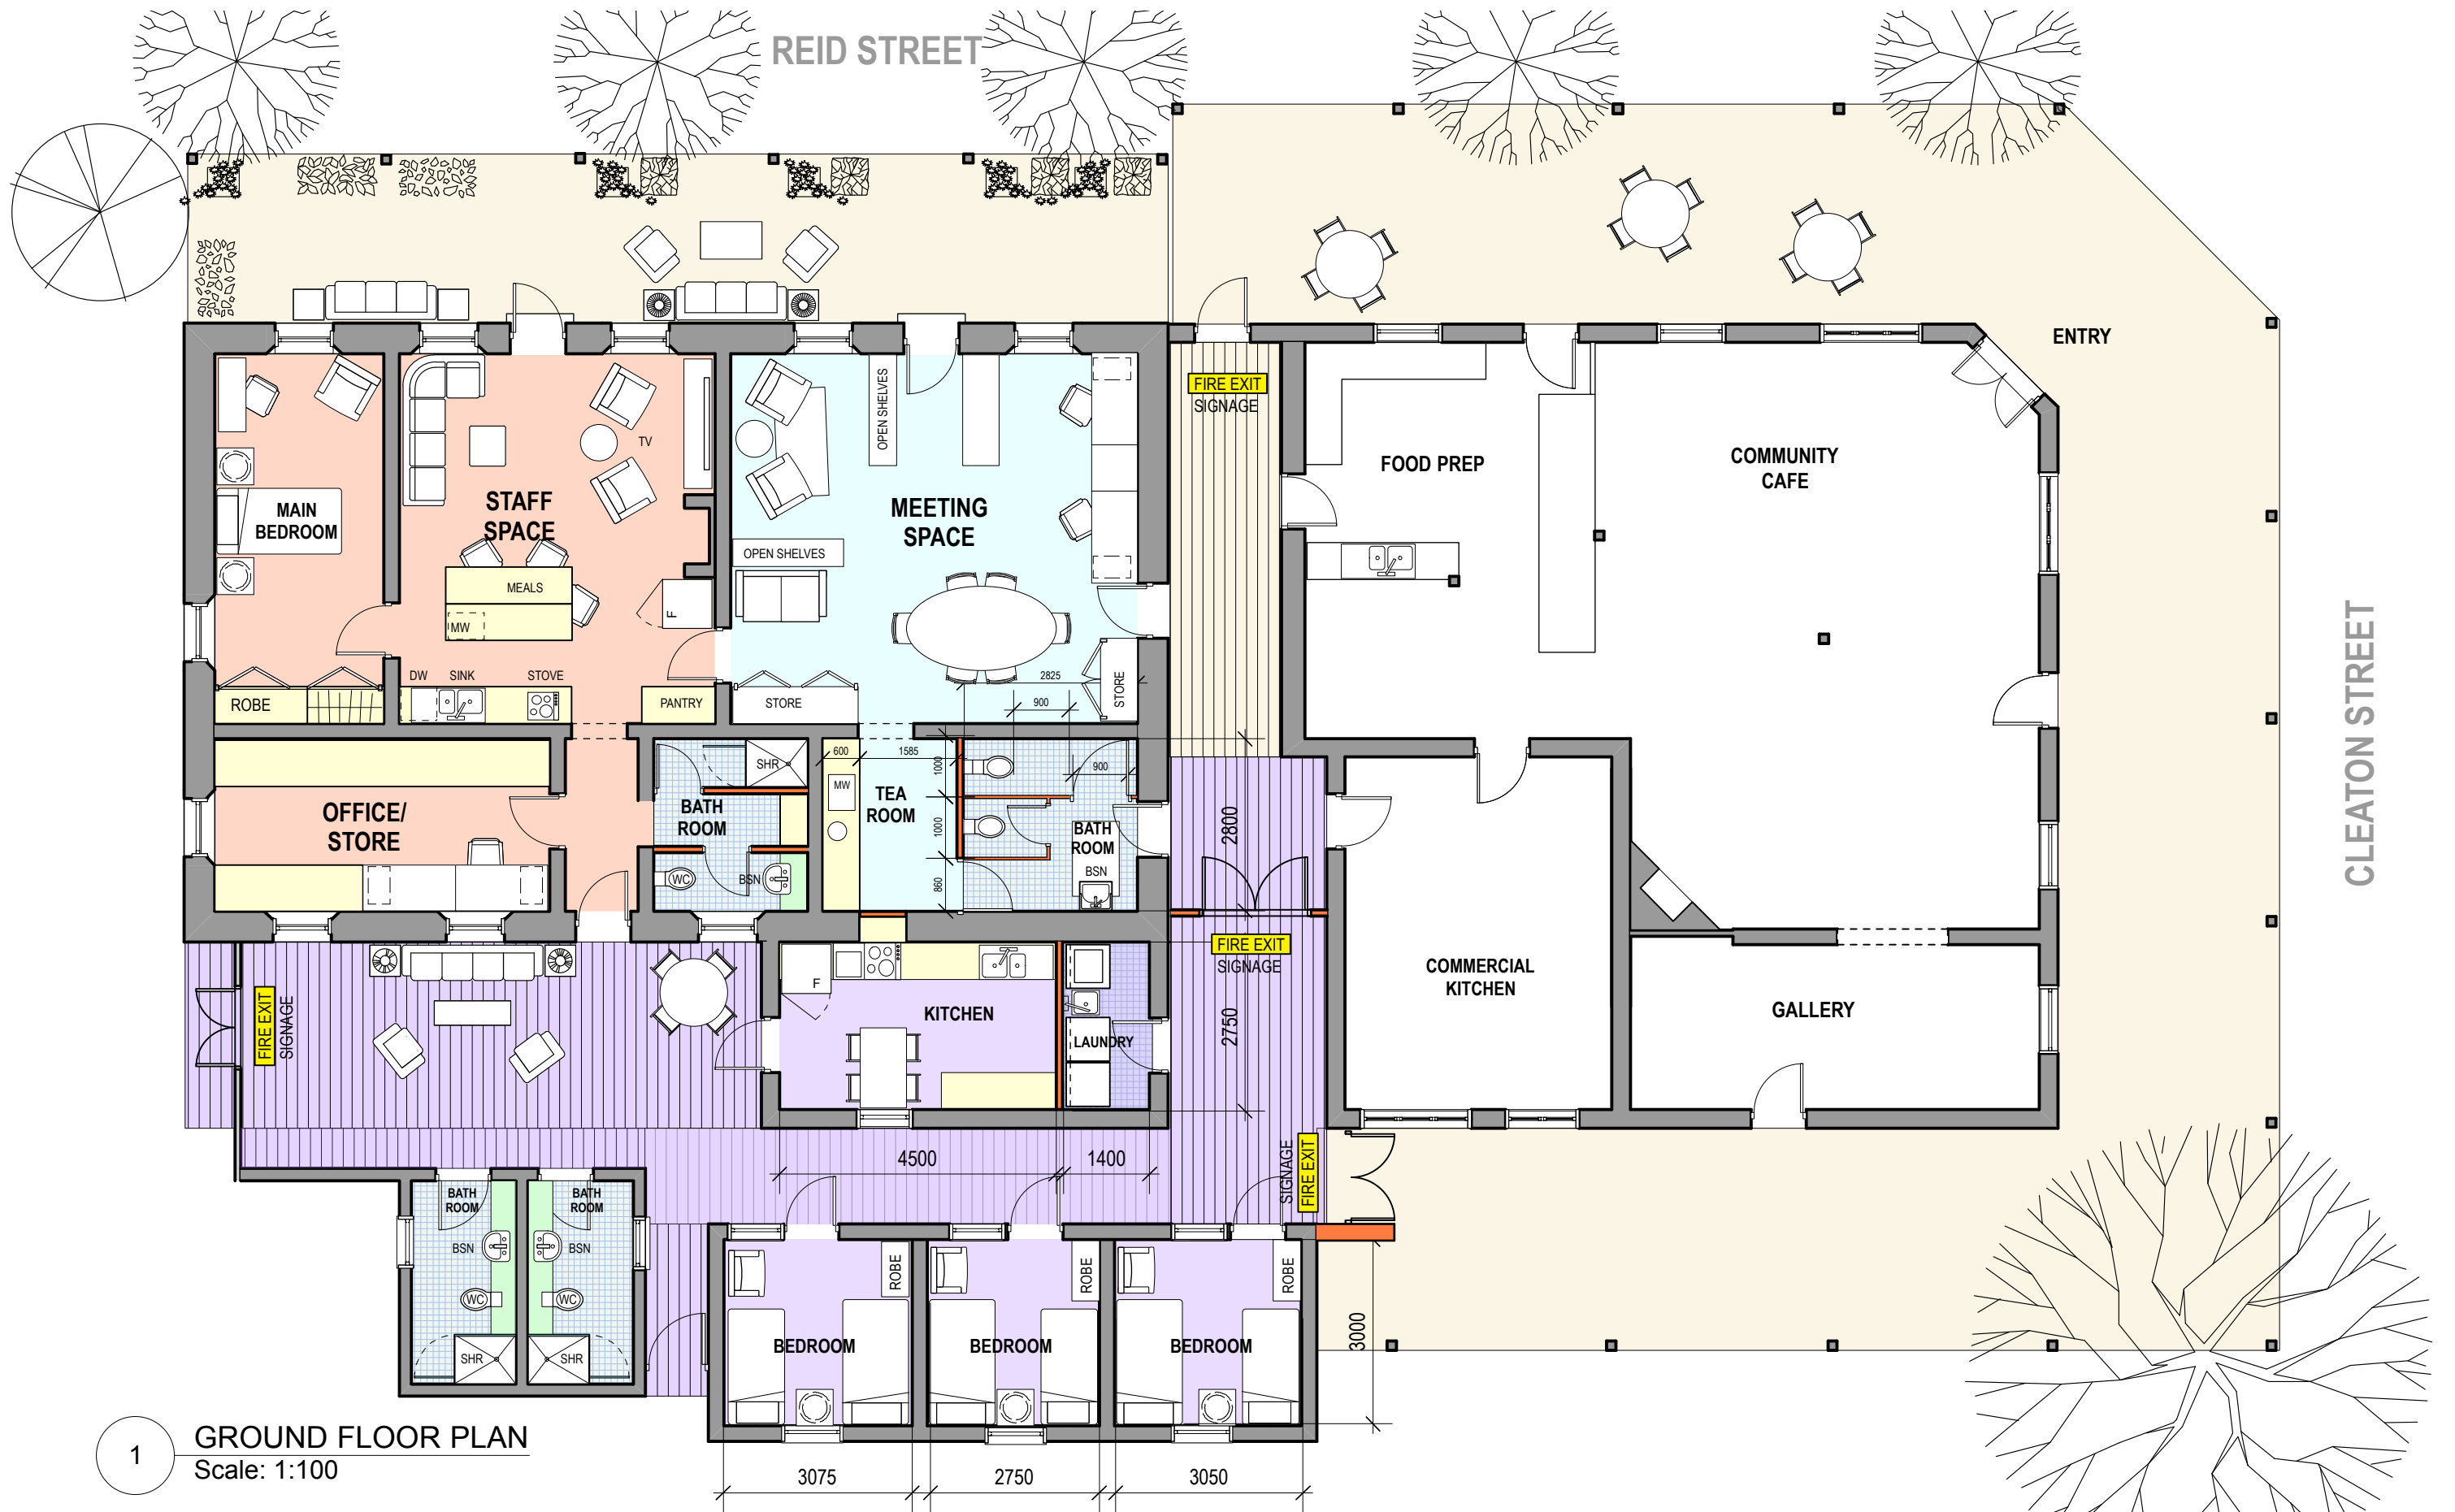 REID STREET
ENTRY
FIRE EXIT
SIGNAGE
OPEN SHELVES
TV
FOOD PREP
COMMUNITY
CAFE
MAIN
BEDROOM
STAFF
SPACE
MEETING
SPACE
OPEN SHELVES
MEALS
MW
F
CLEATON STREET
DW
SINK
STOVE
ROBE
PANTRY
STORE
2825
900
STORE
OFFICE/
STORE
SHR
BATH
ROOM
WC
BSN
600
1585
MW
TEA
ROOM
1000
1000
860
900
BATH
ROOM
BSN
2800
FIRE EXIT
SIGNAGE
FIRE EXIT
SIGNAGE
F
KITCHEN
LAUNDRY
2750
COMMERCIAL
KITCHEN
GALLERY
4500
1400
SIGNAGE
FIRE EXIT
BATH
ROOM
BSN
WC
SHR
BATH
ROOM
BSN
WC
SHR
ROBE
BEDROOM
ROBE
BEDROOM
ROBE
BEDROOM
3000
1
GROUND FLOOR PLAN
Scale: 1:100
3075
2750
3050